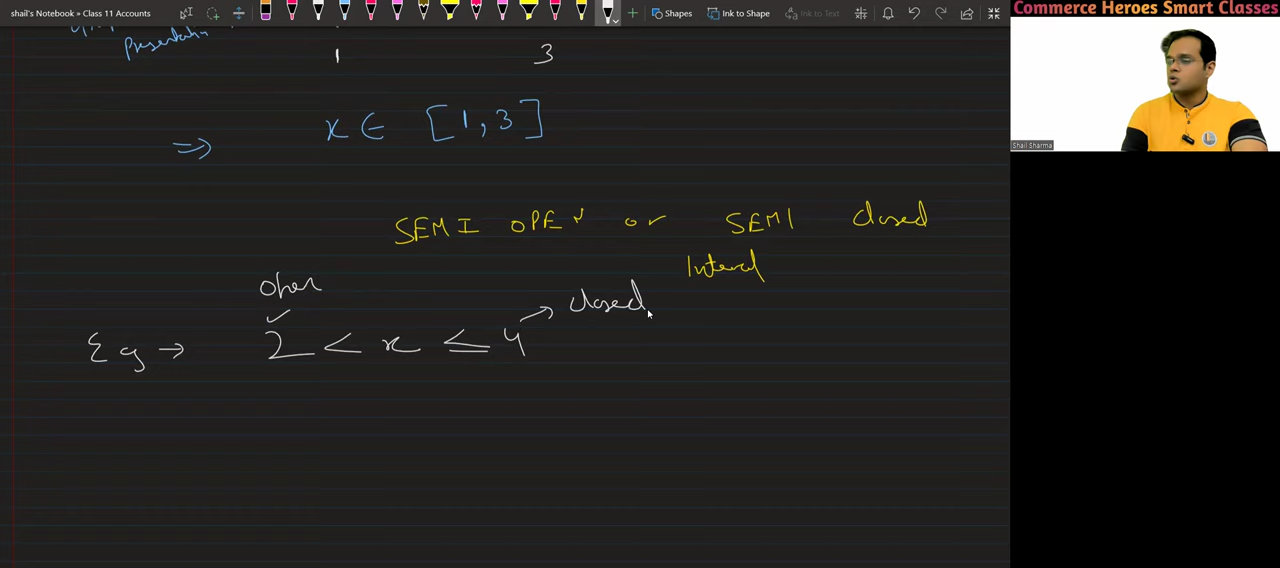 shail's Notebook » Class 11 Accounts
Shapes
Ink to Shape
Ink to Text
Commerce Heroes Smart Classes
Shail Sharma
1 3
⇒ x ∈ [1, 3]
SEMI OPEN or SEMI closed
Interval
open
closed
Eg → 2 < x ≤ 4